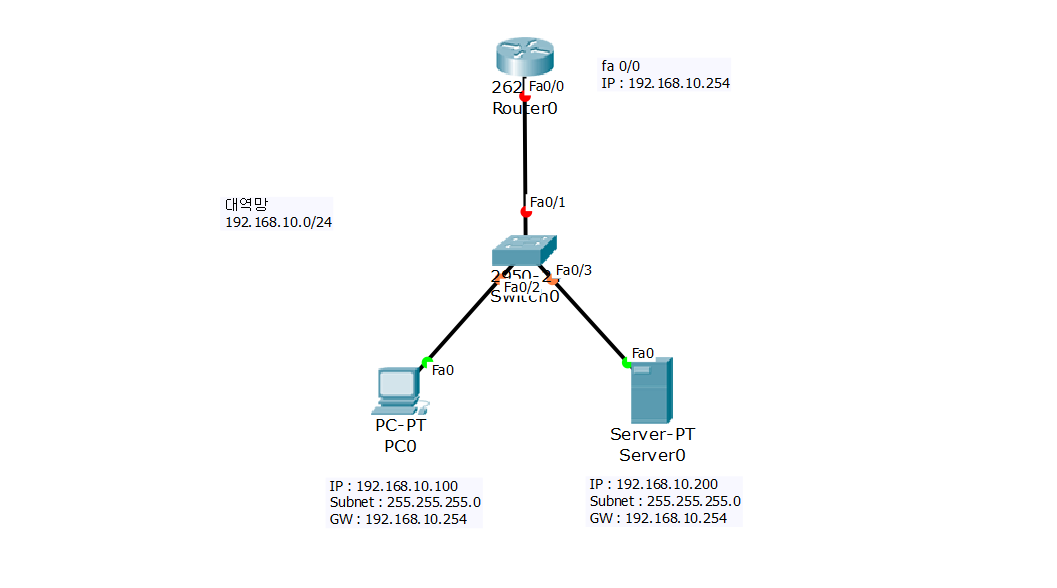 fa 0/0
IP : 192.168.10.254
262
Fa0/0
Router0
대역망
192.168.10.0/24
Fa0/1
Fa0/3
Fa0/2
Switch0
Fa0
Fa0
PC-PT
PC0
Server-PT
Server0
IP : 192.168.10.100
Subnet : 255.255.255.0
GW : 192.168.10.254
IP : 192.168.10.200
Subnet : 255.255.255.0
GW : 192.168.10.254